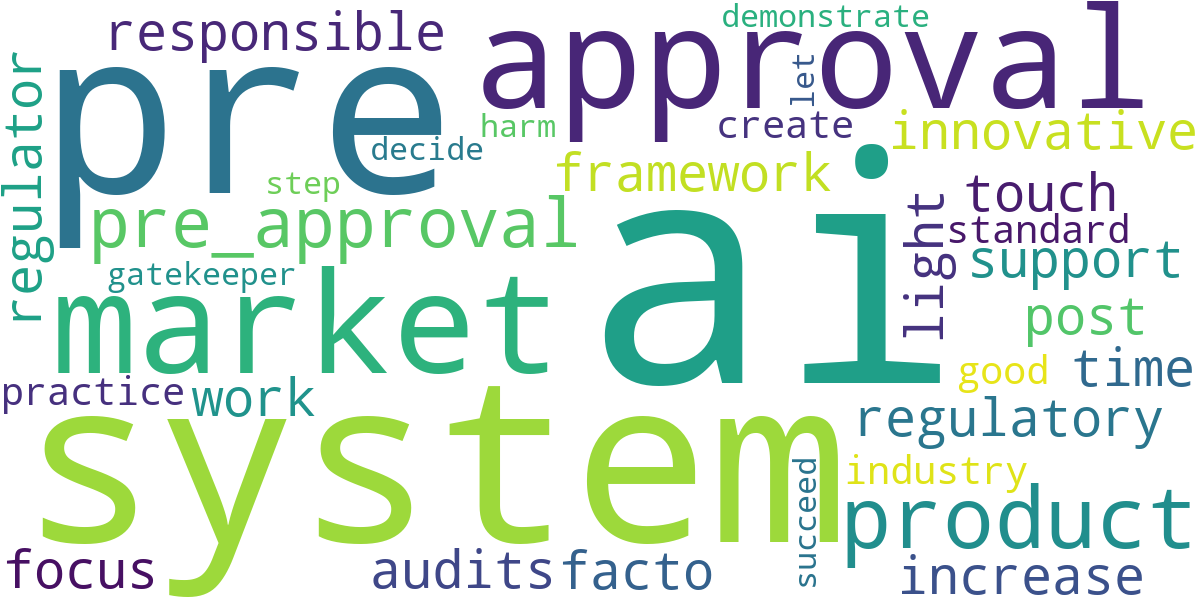 demonstrate
responsible
approval
pre
let
regulator
harm
create
innovative
decide
framework
step
touch
pre_approval
light
standard
ai
support
gatekeeper
market
post
time
good
practice
work
regulatory
system
industry
succeed
product
focus
audits
facto
increase